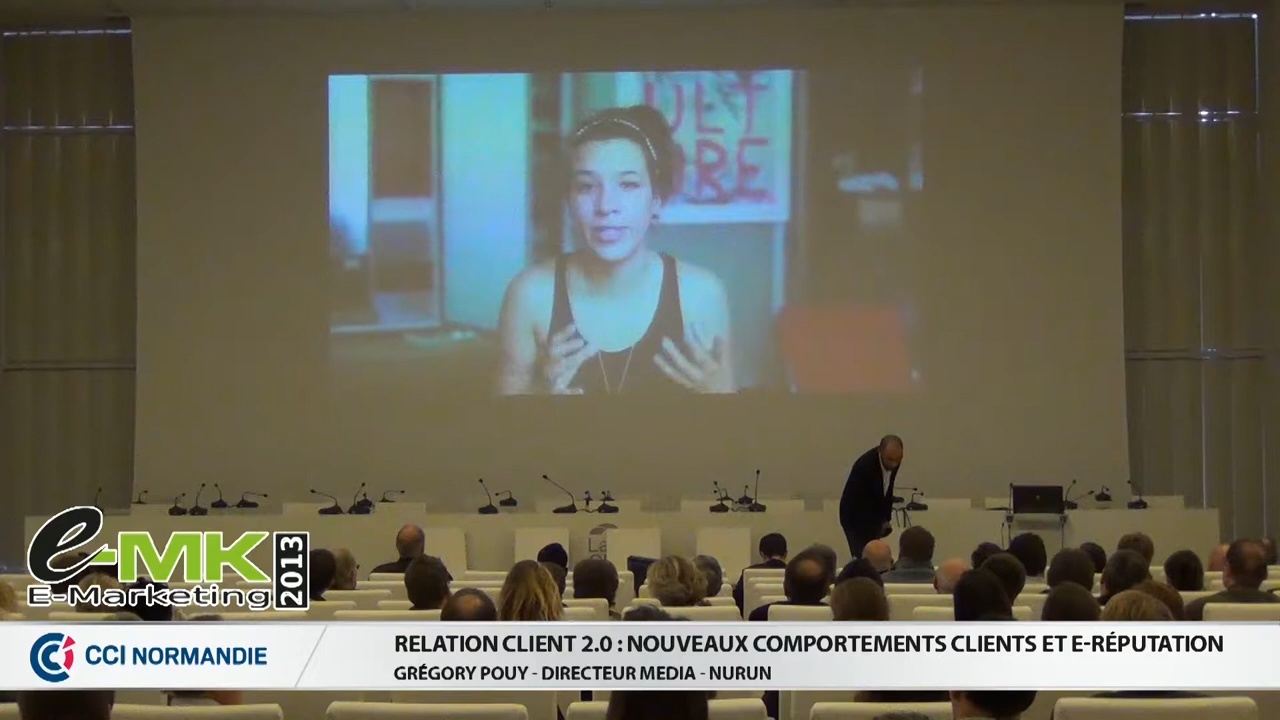 ULT
e-MK
2013
E-Marketing
CCI NORMANDIE
RELATION CLIENT 2.0 : NOUVEAUX COMPORTEMENTS CLIENTS ET E-RÉPUTATION
GRÉGORY POUY - DIRECTEUR MEDIA - NURUN